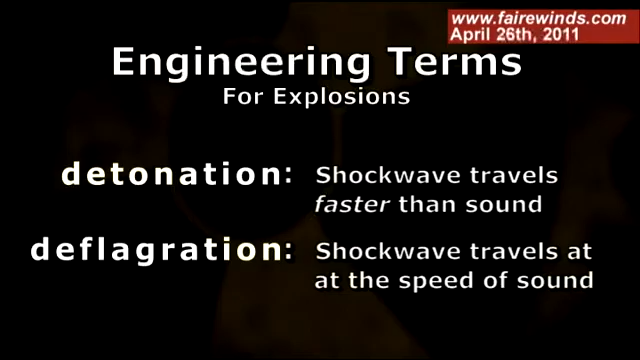 www.fairewinds.com
April 26th, 2011
Engineering Terms
For Explosions
detonation: Shockwave travels
faster than sound
deflagration: Shockwave travels at
at the speed of sound